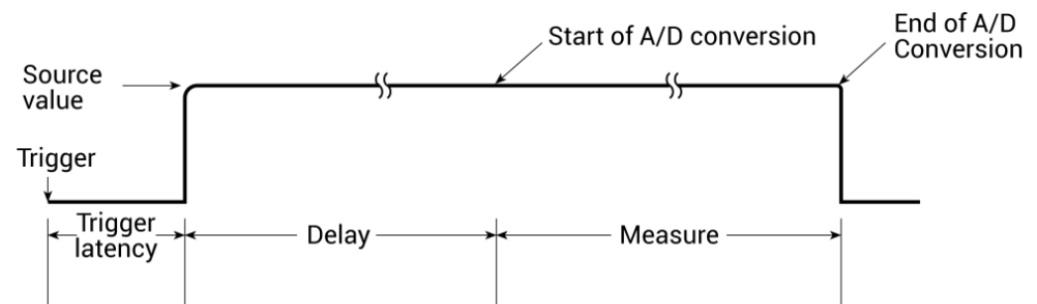 Start of A/D conversion
End of A/D
Conversion
Source
value
Trigger
Trigger
latency
Delay
Measure